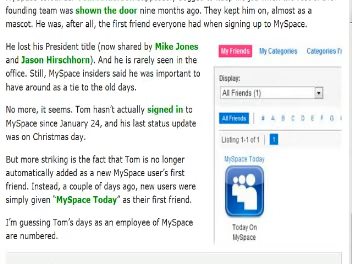 founding team was shown the door nine months ago. They kept him on, almost as a
mascot. He was, after all, the first friend everyone had when signing up to MySpace.
He lost his President title (now shared by Mike Jones
and Jason Hirschhorn). And he is rarely seen in the
office. Still, MySpace insiders said he was important to
have around as a tie to the old days.
No more, it seems. Tom hasn't actually signed in to
MySpace since January 24, and his last status update
was on Christmas day.
But more striking is the fact that Tom is no longer
automatically added as a new MySpace user's first
friend. Instead, a couple of days ago, new users were
simply given "MySpace Today" as their first friend.
I'm guessing Tom's days as an employee of MySpace
are numbered.
My Friends My Categories Categories I'
Display:
All Friends (1)
All Friends # A B C D E F G
Listing 1-1 of 1 1
MySpace Today
Today On
MySpace